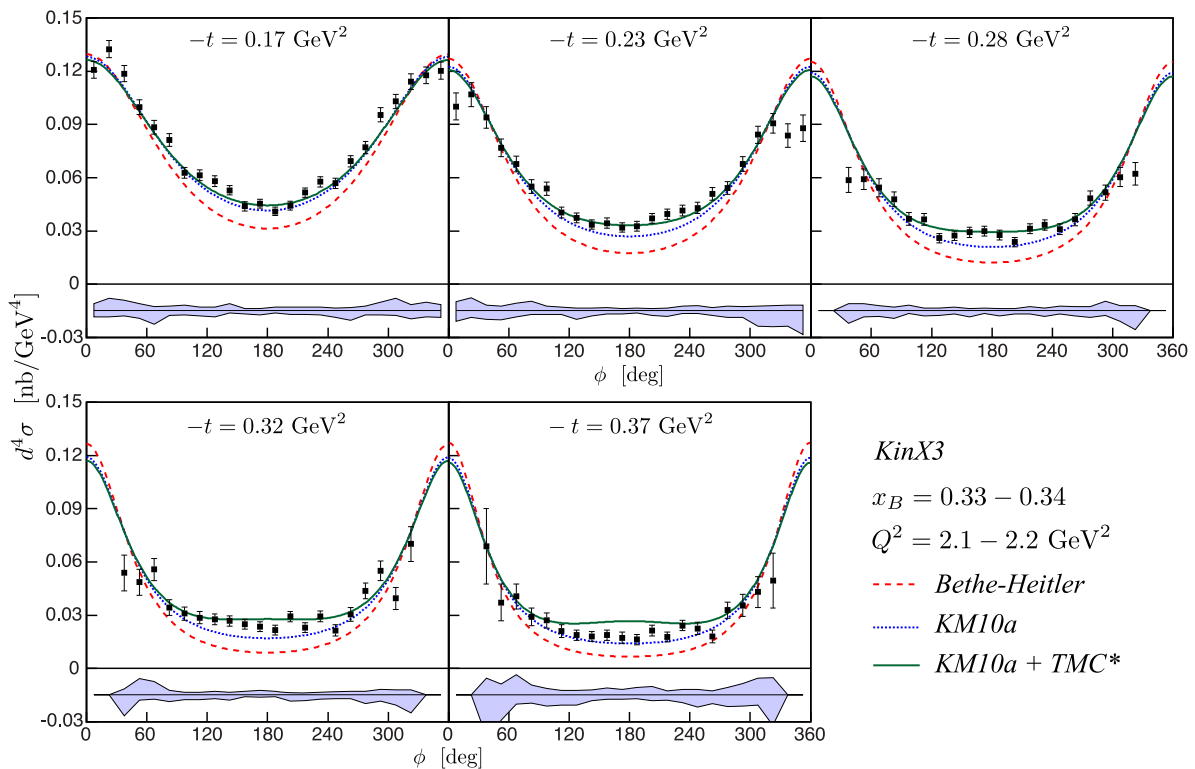 0.15
0.12
0.09
0.06
0.03
0
-0.03
−t = 0.17 GeV²
−t = 0.23 GeV²
−t = 0.28 GeV²
0 60 120 180 240 300 0 60 120 180 240 300 0 60 120 180 240 300 360
ϕ [deg]
d⁴σ [nb/GeV⁴]
0.15
0.12
0.09
0.06
0.03
0
-0.03
−t = 0.32 GeV²
−t = 0.37 GeV²
0 60 120 180 240 300 0 60 120 180 240 300 360
ϕ [deg]
KinX3
x_B = 0.33 − 0.34
Q² = 2.1 − 2.2 GeV²
Bethe-Heitler
KM10a
KM10a + TMC*